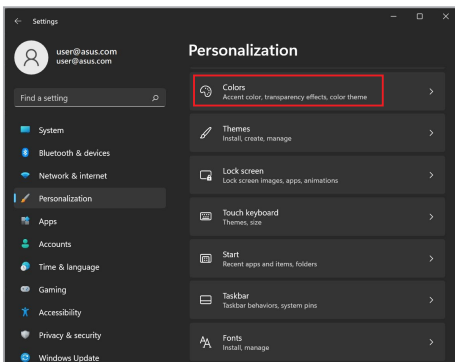 Settings
user@asus.com
user@asus.com
Find a setting
System
Bluetooth & devices
Network & internet
Personalization
Apps
Accounts
Time & language
Gaming
Accessibility
Privacy & security
Windows Update
Personalization
Colors
Accent color, transparency effects, color theme
Themes
Install, create, manage
Lock screen
Lock screen images, apps, animations
Touch keyboard
Themes, size
Start
Recent apps and items, folders
Taskbar
Taskbar behaviors, system pins
Fonts
Install, manage